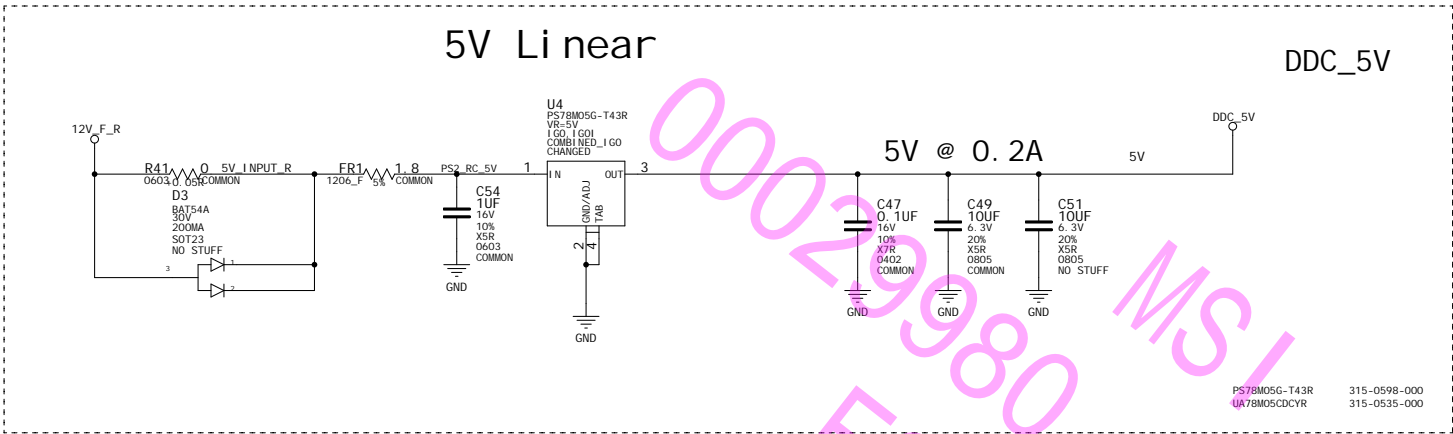 5V Linear
DDC_5V
12V_F_R
R41
0
5V_INPUT_R
0603
+0.05R
COMMON
D3
BAT54A
30V
200MA
SOT23
NO STUFF
3
1
2
FR1
1.8
PS2_RC_5V
1206_F
5%
COMMON
C54
1UF
16V
10%
X5R
0603
COMMON
GND
U4
PS78M05G-T43R
VR=5V
IGO,IGOI
COMBINED_IGO
CHANGED
1
IN
OUT
3
GND/ADJ
TAB
2
4
GND
5V @ 0.2A
5V
DDC_5V
C47
0.1UF
16V
10%
X7R
0402
COMMON
GND
C49
10UF
6.3V
20%
X5R
0805
COMMON
GND
C51
10UF
6.3V
20%
X5R
0805
NO STUFF
GND
00029980
MSI
PS78M05G-T43R 315-0598-000
UA78M05CDCYR 315-0535-000